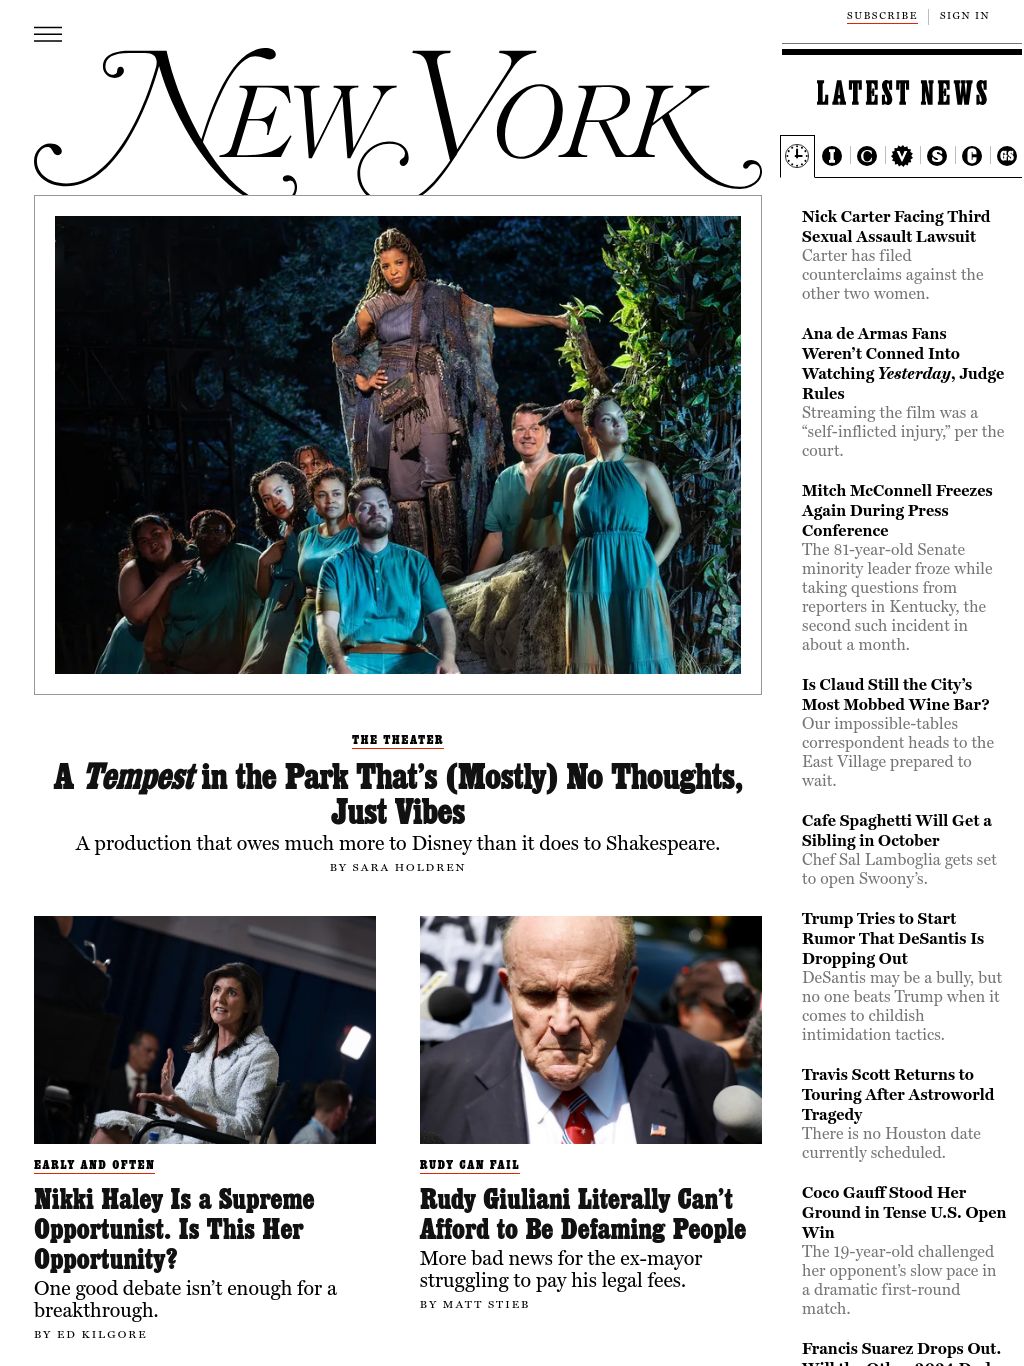 SUBSCRIBE
SIGN IN
NEW YORK
LATEST NEWS
I C V S C GS
Nick Carter Facing Third
Sexual Assault Lawsuit
Carter has filed
counterclaims against the
other two women.
Ana de Armas Fans
Weren’t Conned Into
Watching Yesterday, Judge
Rules
Streaming the film was a
“self-inflicted injury,” per the
court.
Mitch McConnell Freezes
Again During Press
Conference
The 81-year-old Senate
minority leader froze while
taking questions from
reporters in Kentucky, the
second such incident in
about a month.
Is Claud Still the City’s
Most Mobbed Wine Bar?
Our impossible-tables
correspondent heads to the
East Village prepared to
wait.
Cafe Spaghetti Will Get a
Sibling in October
Chef Sal Lamboglia gets set
to open Swoony’s.
Trump Tries to Start
Rumor That DeSantis Is
Dropping Out
DeSantis may be a bully, but
no one beats Trump when it
comes to childish
intimidation tactics.
Travis Scott Returns to
Touring After Astroworld
Tragedy
There is no Houston date
currently scheduled.
Coco Gauff Stood Her
Ground in Tense U.S. Open
Win
The 19-year-old challenged
her opponent’s slow pace in
a dramatic first-round
match.
Francis Suarez Drops Out.
THE THEATER
A Tempest in the Park That’s (Mostly) No Thoughts,
Just Vibes
A production that owes much more to Disney than it does to Shakespeare.
BY SARA HOLDREN
EARLY AND OFTEN
Nikki Haley Is a Supreme
Opportunist. Is This Her
Opportunity?
One good debate isn’t enough for a
breakthrough.
BY ED KILGORE
RUDY CAN FAIL
Rudy Giuliani Literally Can’t
Afford to Be Defaming People
More bad news for the ex-mayor
struggling to pay his legal fees.
BY MATT STIEB